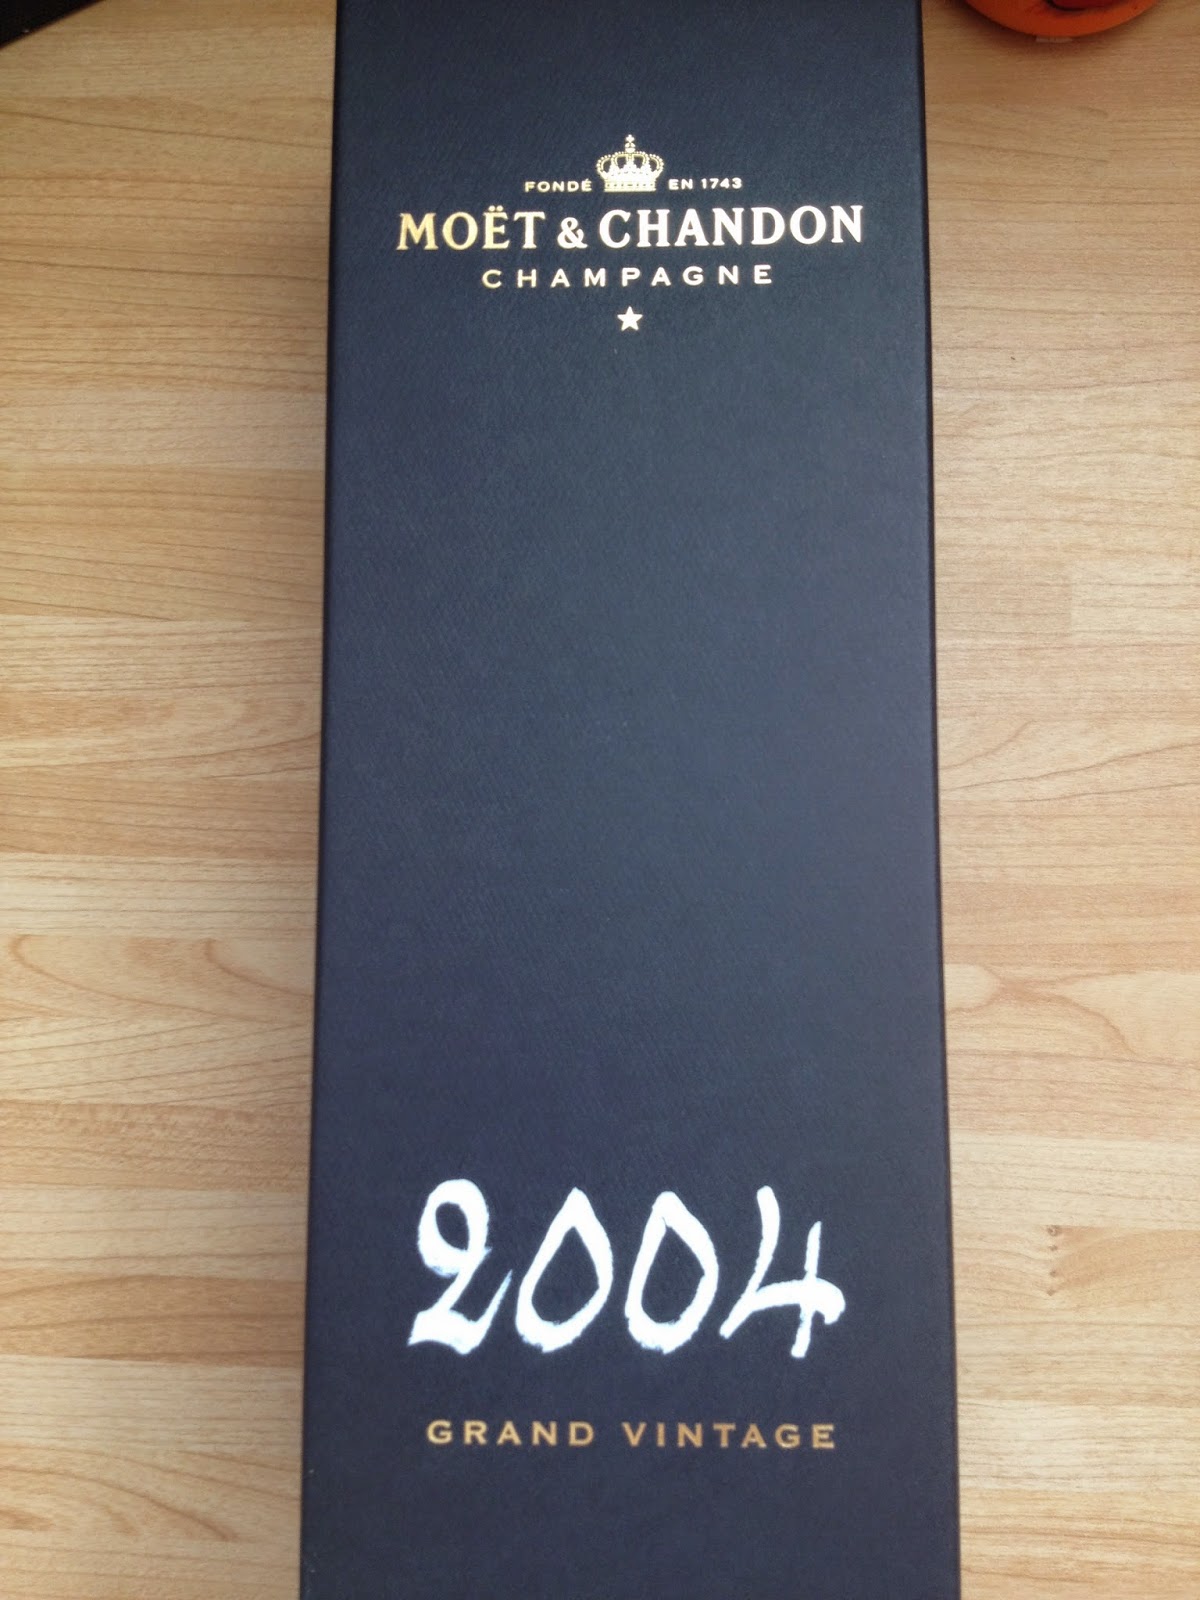 FONDÉ EN 1743
MOËT & CHANDON
CHAMPAGNE
2004
GRAND VINTAGE